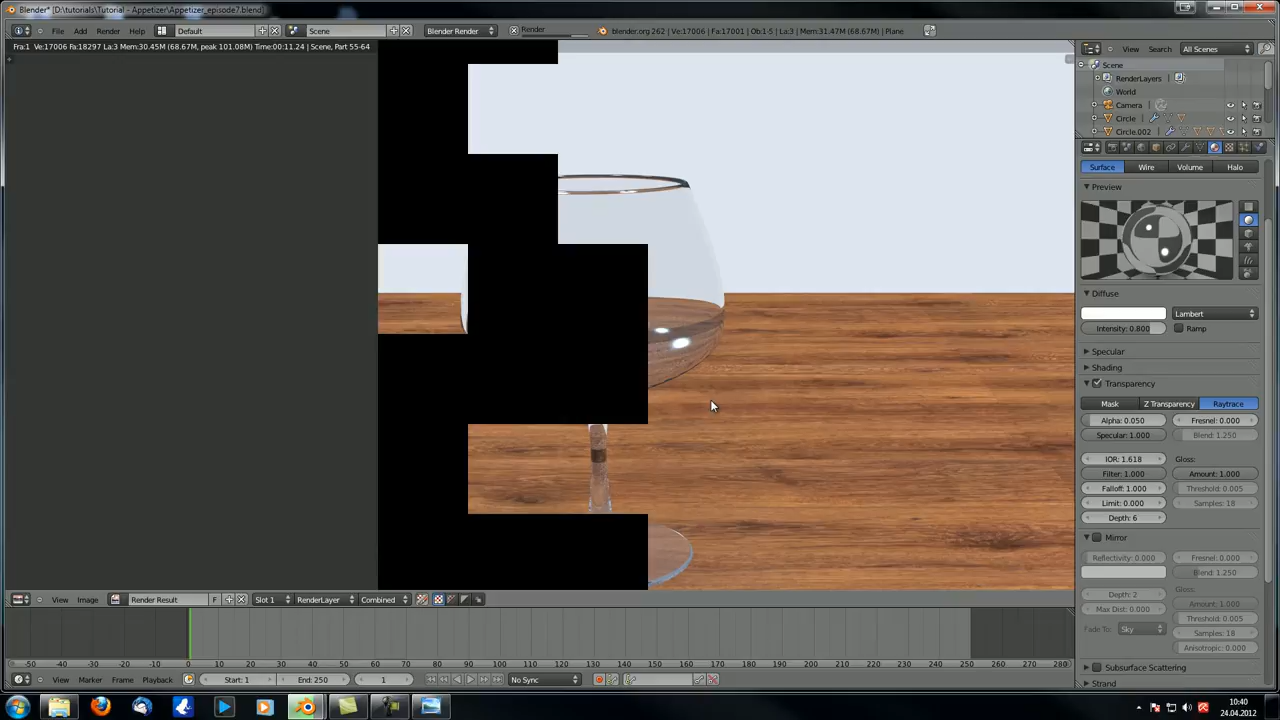 Blender* [D:\tutorials\Tutorial - Appetizer\Appetizer_episode7.blend]
File Add Render Help Default Scene Blender Render Render blender.org 262 | Ve:17006 | Fa:17001 | Ob:1-5 | La:3 | Mem:31.47M (68.67M) | Plane View Search All Scenes
Fra:1 Ve:17006 Fa:18297 La:3 Mem:30.45M (68.67M, peak 101.08M) Time:00:11.24 | Scene, Part 55-64
Scene
RenderLayers
World
Camera
Circle
Circle.002
Surface Wire Volume Halo
Preview
Diffuse
Lambert
Intensity: 0.800 Ramp
Specular
Shading
Transparency
Mask Z Transparency Raytrace
Alpha: 0.050 Fresnel: 0.000
Specular: 1.000 Blend: 1.250
IOR: 1.618 Gloss:
Filter: 1.000 Amount: 1.000
Falloff: 1.000 Threshold: 0.005
Limit: 0.000 Samples: 18
Depth: 6
Mirror
Reflectivity: 0.000 Fresnel: 0.000
Blend: 1.250
Depth: 2 Gloss:
Max Dist: 0.000 Amount: 1.000
Threshold: 0.005
Fade To: Sky Samples: 18
Anisotropic: 0.000
Subsurface Scattering
Strand
View Image Render Result F Slot 1 RenderLayer Combined
-50 -40 -30 -20 -10 0 10 20 30 40 50 60 70 80 90 100 110 120 130 140 150 160 170 180 190 200 210 220 230 240 250 260 270 280
View Marker Frame Playback Start: 1 End: 250 1 No Sync
10:40
24.04.2012